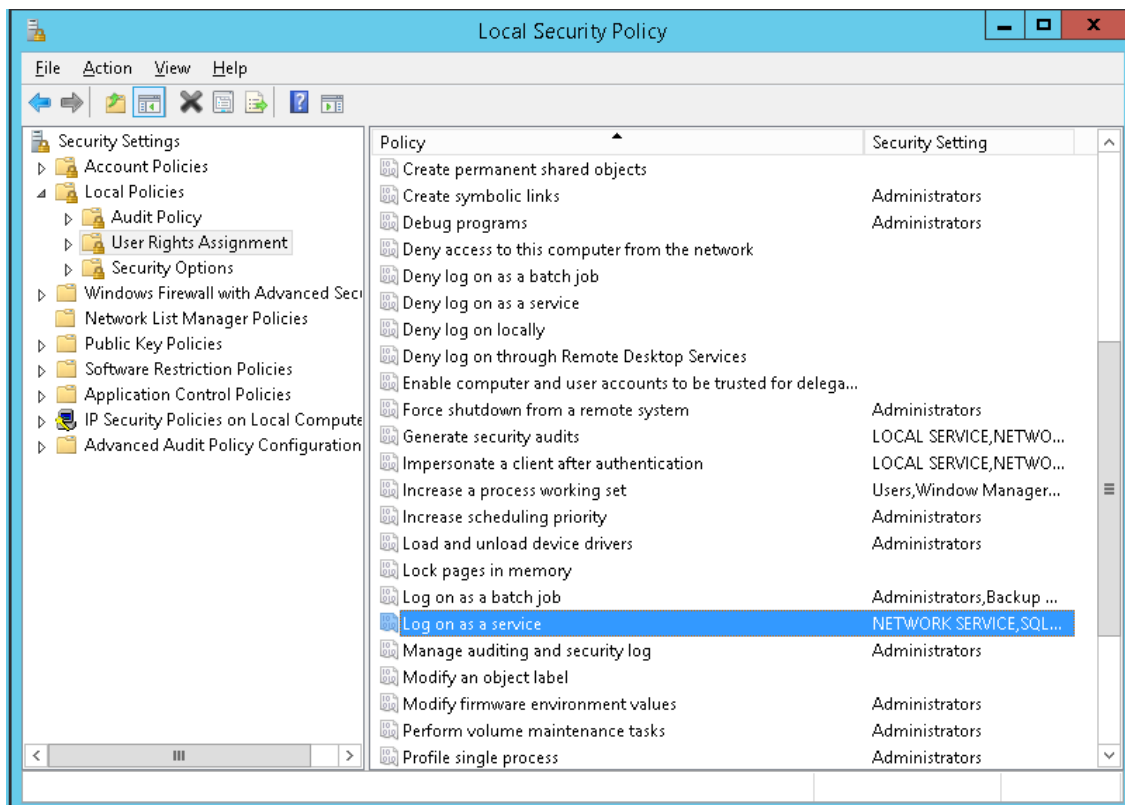 Local Security Policy
File Action View Help
Security Settings
Account Policies
Local Policies
Audit Policy
User Rights Assignment
Security Options
Windows Firewall with Advanced Secu
Network List Manager Policies
Public Key Policies
Software Restriction Policies
Application Control Policies
IP Security Policies on Local Compute
Advanced Audit Policy Configuration
Policy Security Setting
Create permanent shared objects
Create symbolic links Administrators
Debug programs Administrators
Deny access to this computer from the network
Deny log on as a batch job
Deny log on as a service
Deny log on locally
Deny log on through Remote Desktop Services
Enable computer and user accounts to be trusted for delega...
Force shutdown from a remote system Administrators
Generate security audits LOCAL SERVICE,NETWO...
Impersonate a client after authentication LOCAL SERVICE,NETWO...
Increase a process working set Users,Window Manager...
Increase scheduling priority Administrators
Load and unload device drivers Administrators
Lock pages in memory
Log on as a batch job Administrators,Backup ...
Log on as a service NETWORK SERVICE,SQL...
Manage auditing and security log Administrators
Modify an object label
Modify firmware environment values Administrators
Perform volume maintenance tasks Administrators
Profile single process Administrators